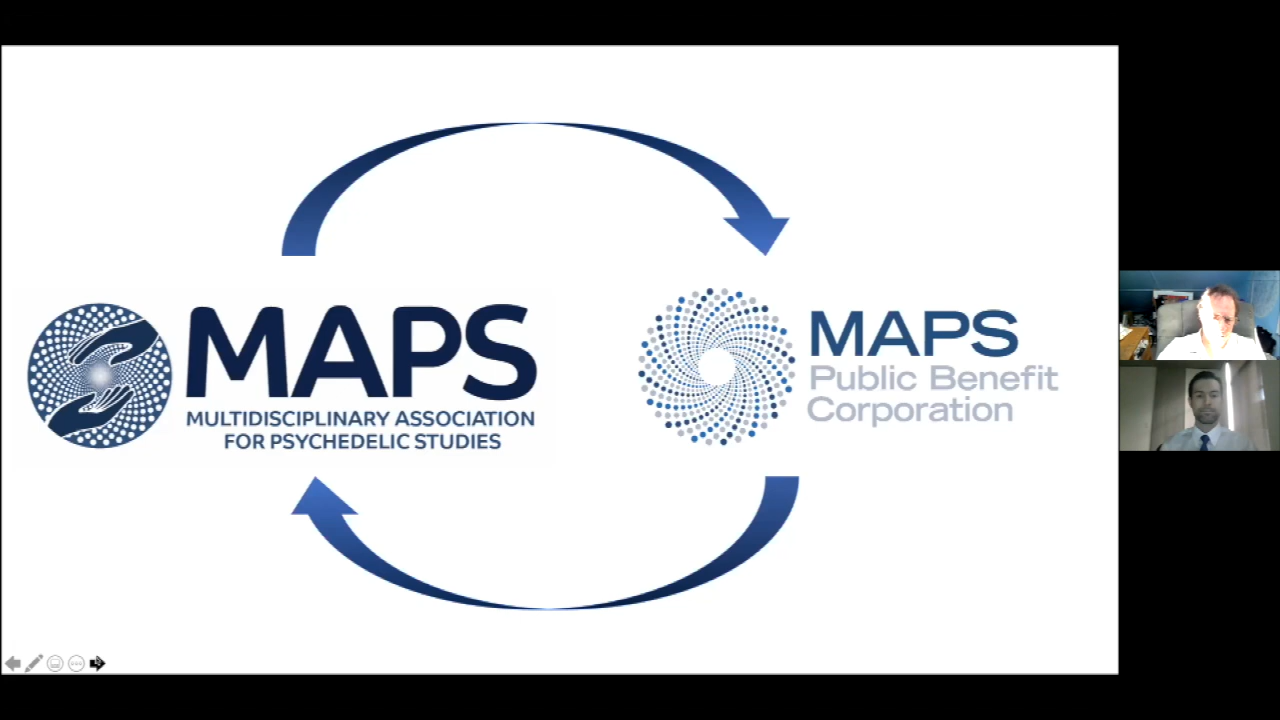 MAPS
MULTIDISCIPLINARY ASSOCIATION
FOR PSYCHEDELIC STUDIES
MAPS
Public Benefit
Corporation